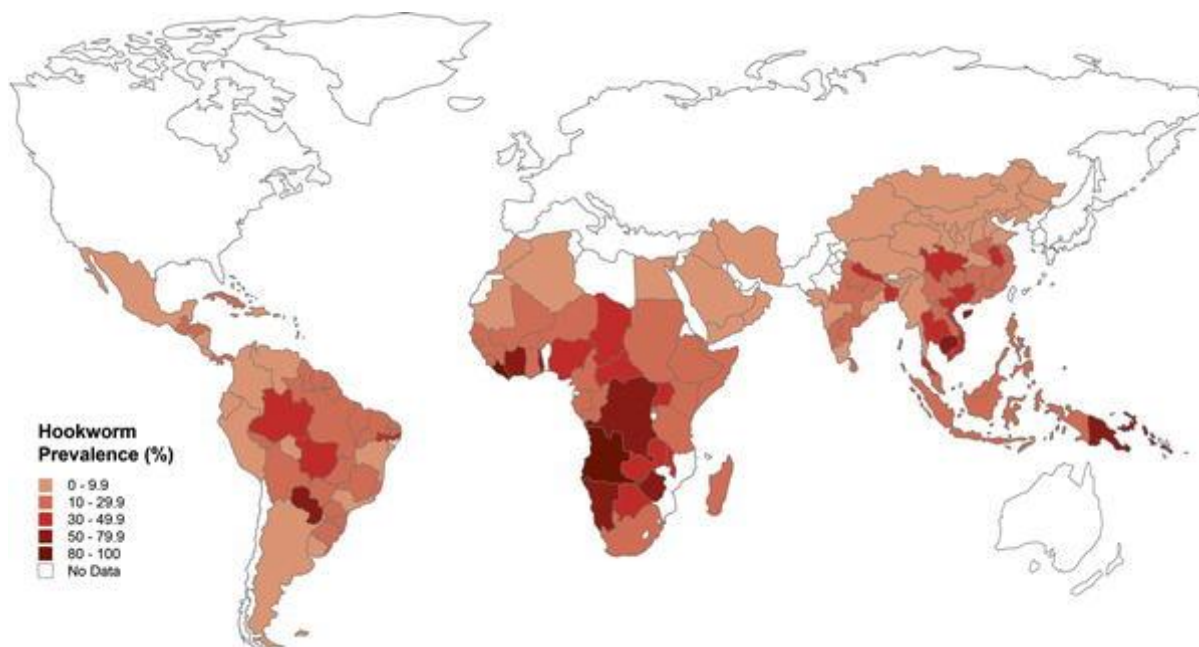 Hookworm
Prevalence (%)
0 - 9.9
10 - 29.9
30 - 49.9
50 - 79.9
80 - 100
No Data